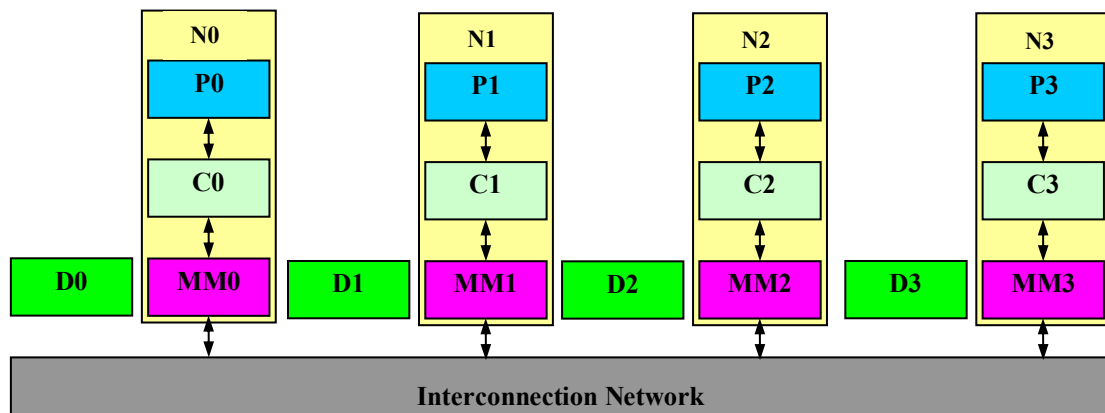 N0 N1 N2 N3
P0 P1 P2 P3
C0 C1 C2 C3
D0 MM0 D1 MM1 D2 MM2 D3 MM3
Interconnection Network